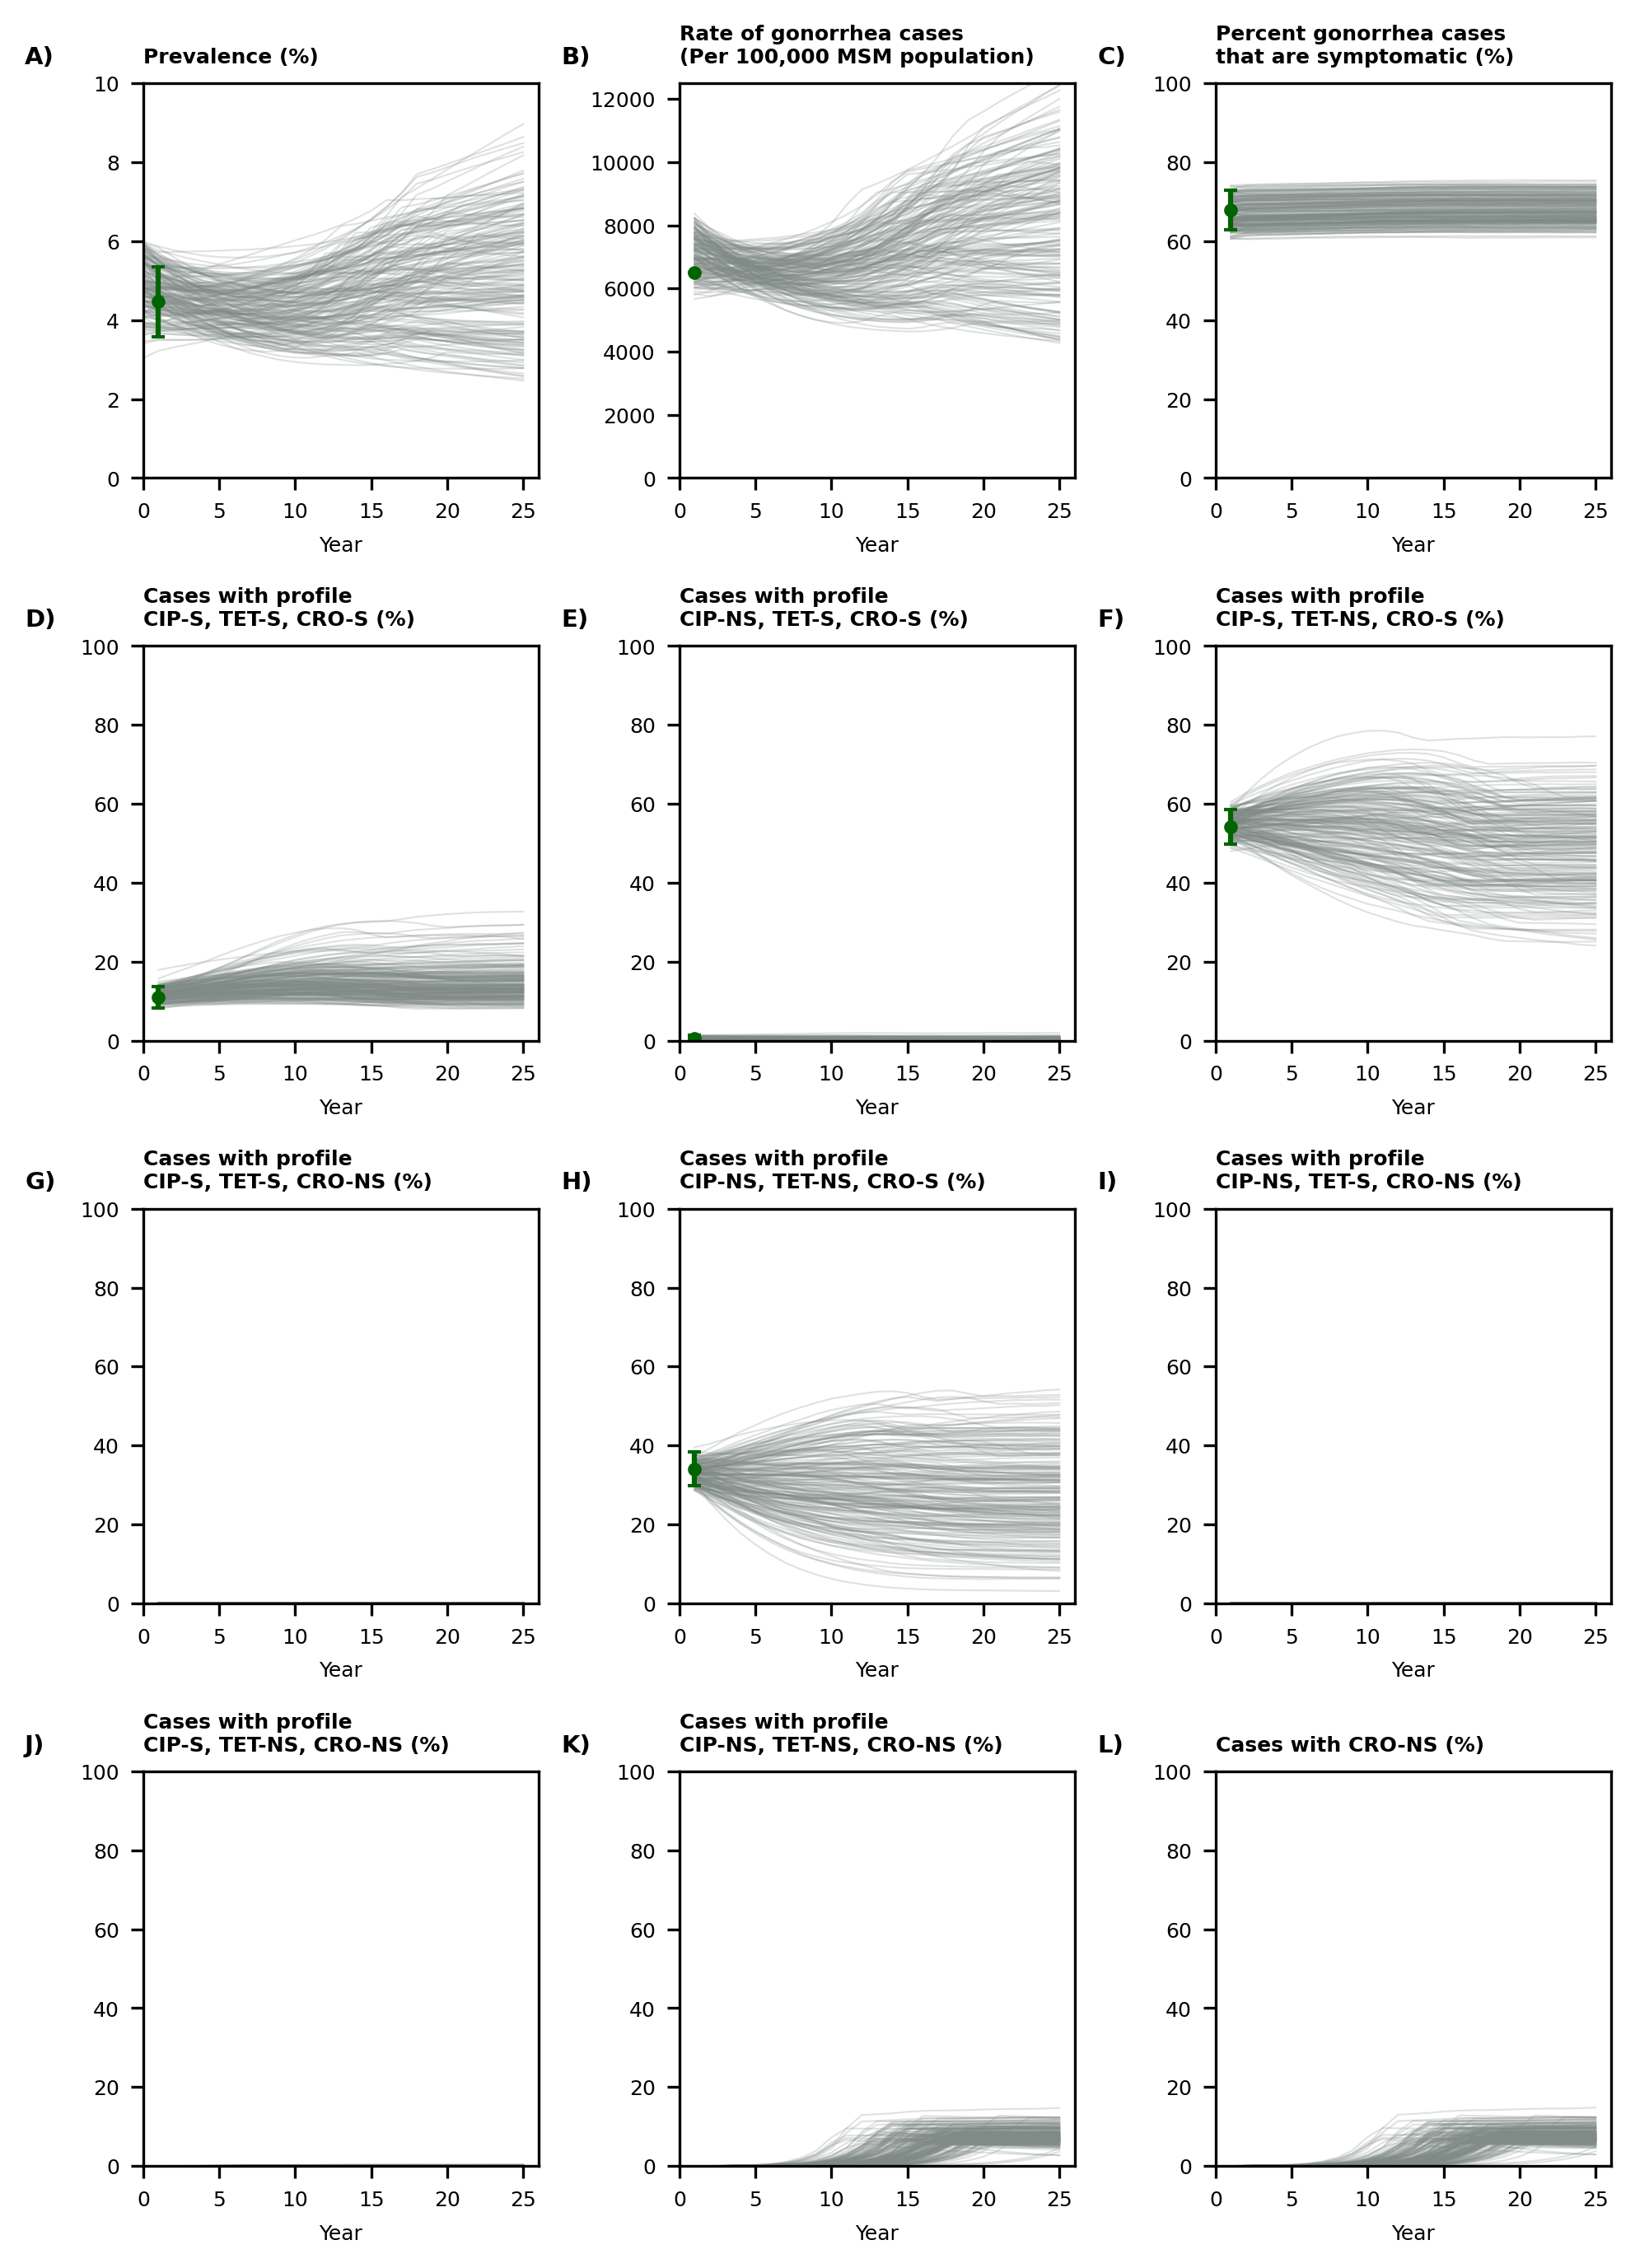 A)
Prevalence (%)
10
8
6
4
2
0
0 5 10 15 20 25
Year
B)
Rate of gonorrhea cases
(Per 100,000 MSM population)
12000
10000
8000
6000
4000
2000
0
0 5 10 15 20 25
Year
C)
Percent gonorrhea cases
that are symptomatic (%)
100
80
60
40
20
0
0 5 10 15 20 25
Year
D)
Cases with profile
CIP-S, TET-S, CRO-S (%)
100
80
60
40
20
0
0 5 10 15 20 25
Year
E)
Cases with profile
CIP-NS, TET-S, CRO-S (%)
100
80
60
40
20
0
0 5 10 15 20 25
Year
F)
Cases with profile
CIP-S, TET-NS, CRO-S (%)
100
80
60
40
20
0
0 5 10 15 20 25
Year
G)
Cases with profile
CIP-S, TET-S, CRO-NS (%)
100
80
60
40
20
0
0 5 10 15 20 25
Year
H)
Cases with profile
CIP-NS, TET-NS, CRO-S (%)
100
80
60
40
20
0
0 5 10 15 20 25
Year
I)
Cases with profile
CIP-NS, TET-S, CRO-NS (%)
100
80
60
40
20
0
0 5 10 15 20 25
Year
J)
Cases with profile
CIP-S, TET-NS, CRO-NS (%)
100
80
60
40
20
0
0 5 10 15 20 25
Year
K)
Cases with profile
CIP-NS, TET-NS, CRO-NS (%)
100
80
60
40
20
0
0 5 10 15 20 25
Year
L)
Cases with CRO-NS (%)
100
80
60
40
20
0
0 5 10 15 20 25
Year